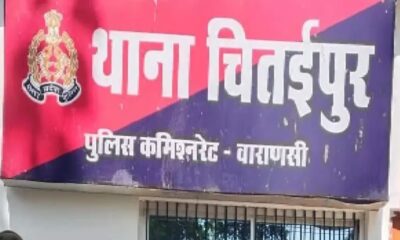 थाना चितईपुर
पुलिस कमिश्नरेट - वाराणसी